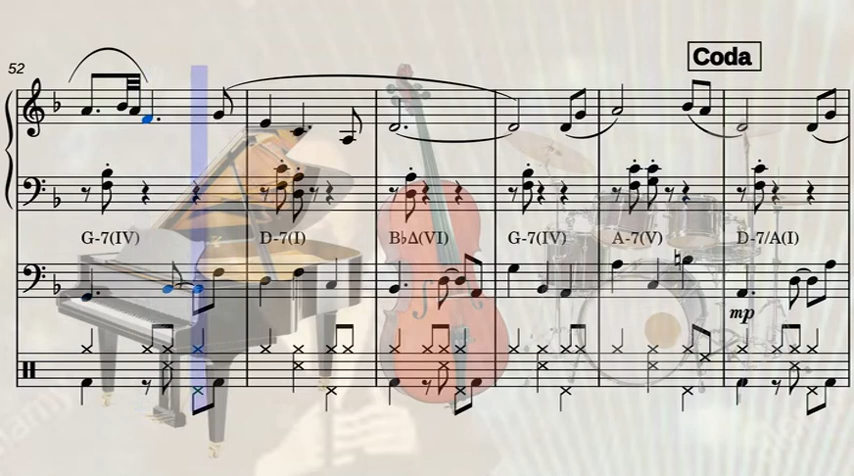 Coda
52
G-7(IV) D-7(I) B♭Δ(VI) G-7(IV) A-7(V) D-7/A(I)
mp